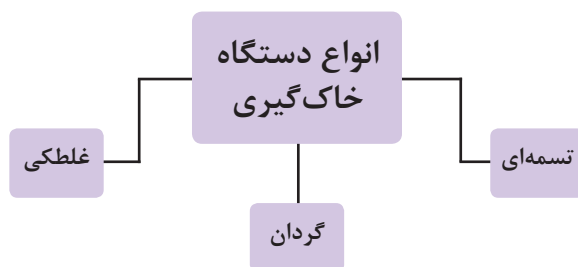 انواع دستگاه
خاک‌گیری
تسمه‌ای
غلطکی
گردان